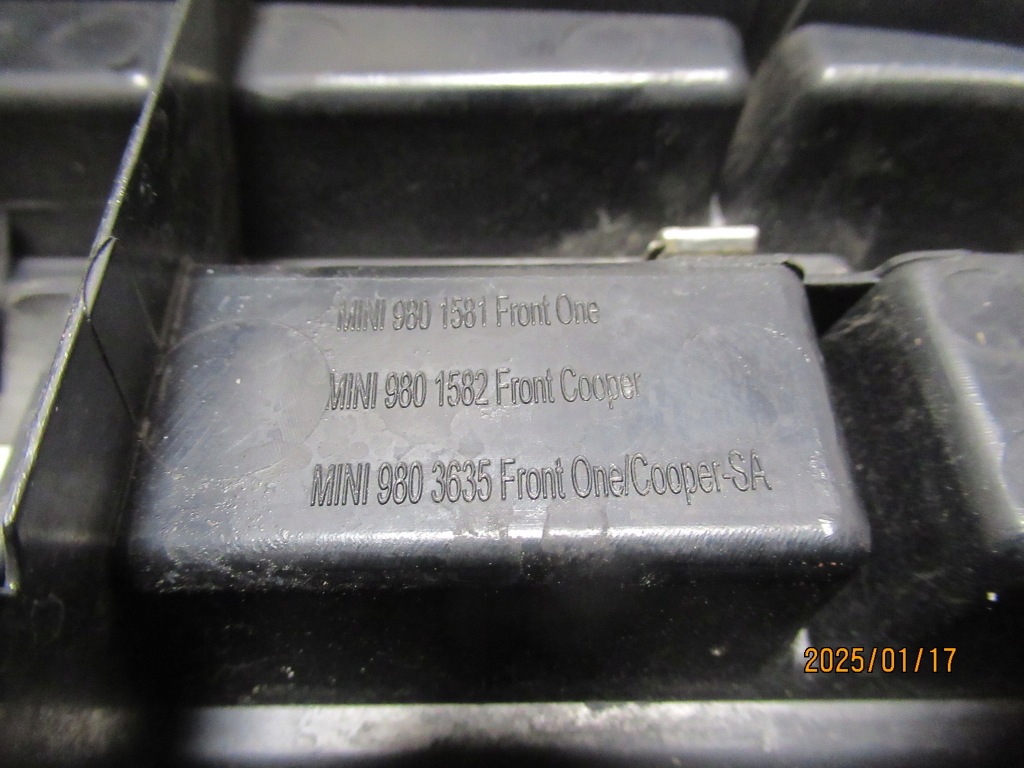 MINI 980 1581 Front One
MINI 980 1582 Front Cooper
MINI 980 3635 Front One/Cooper-SA
2025/01/17